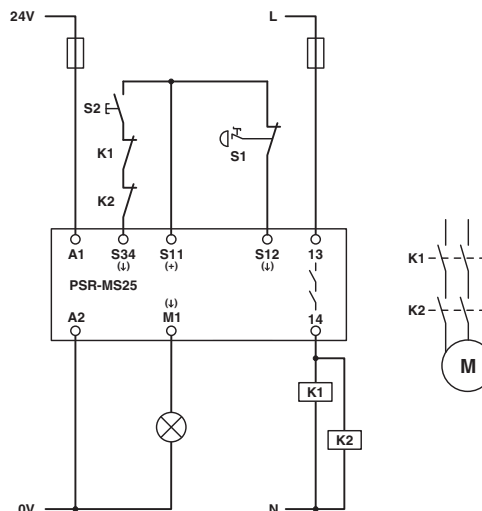 24V L
S2
S1
K1
K2
A1 S34 S11 S12 13
(↓) (+) (↓)
PSR-MS25
(↓)
A2 M1 14
K1
K2
M
K1
K2
0V N